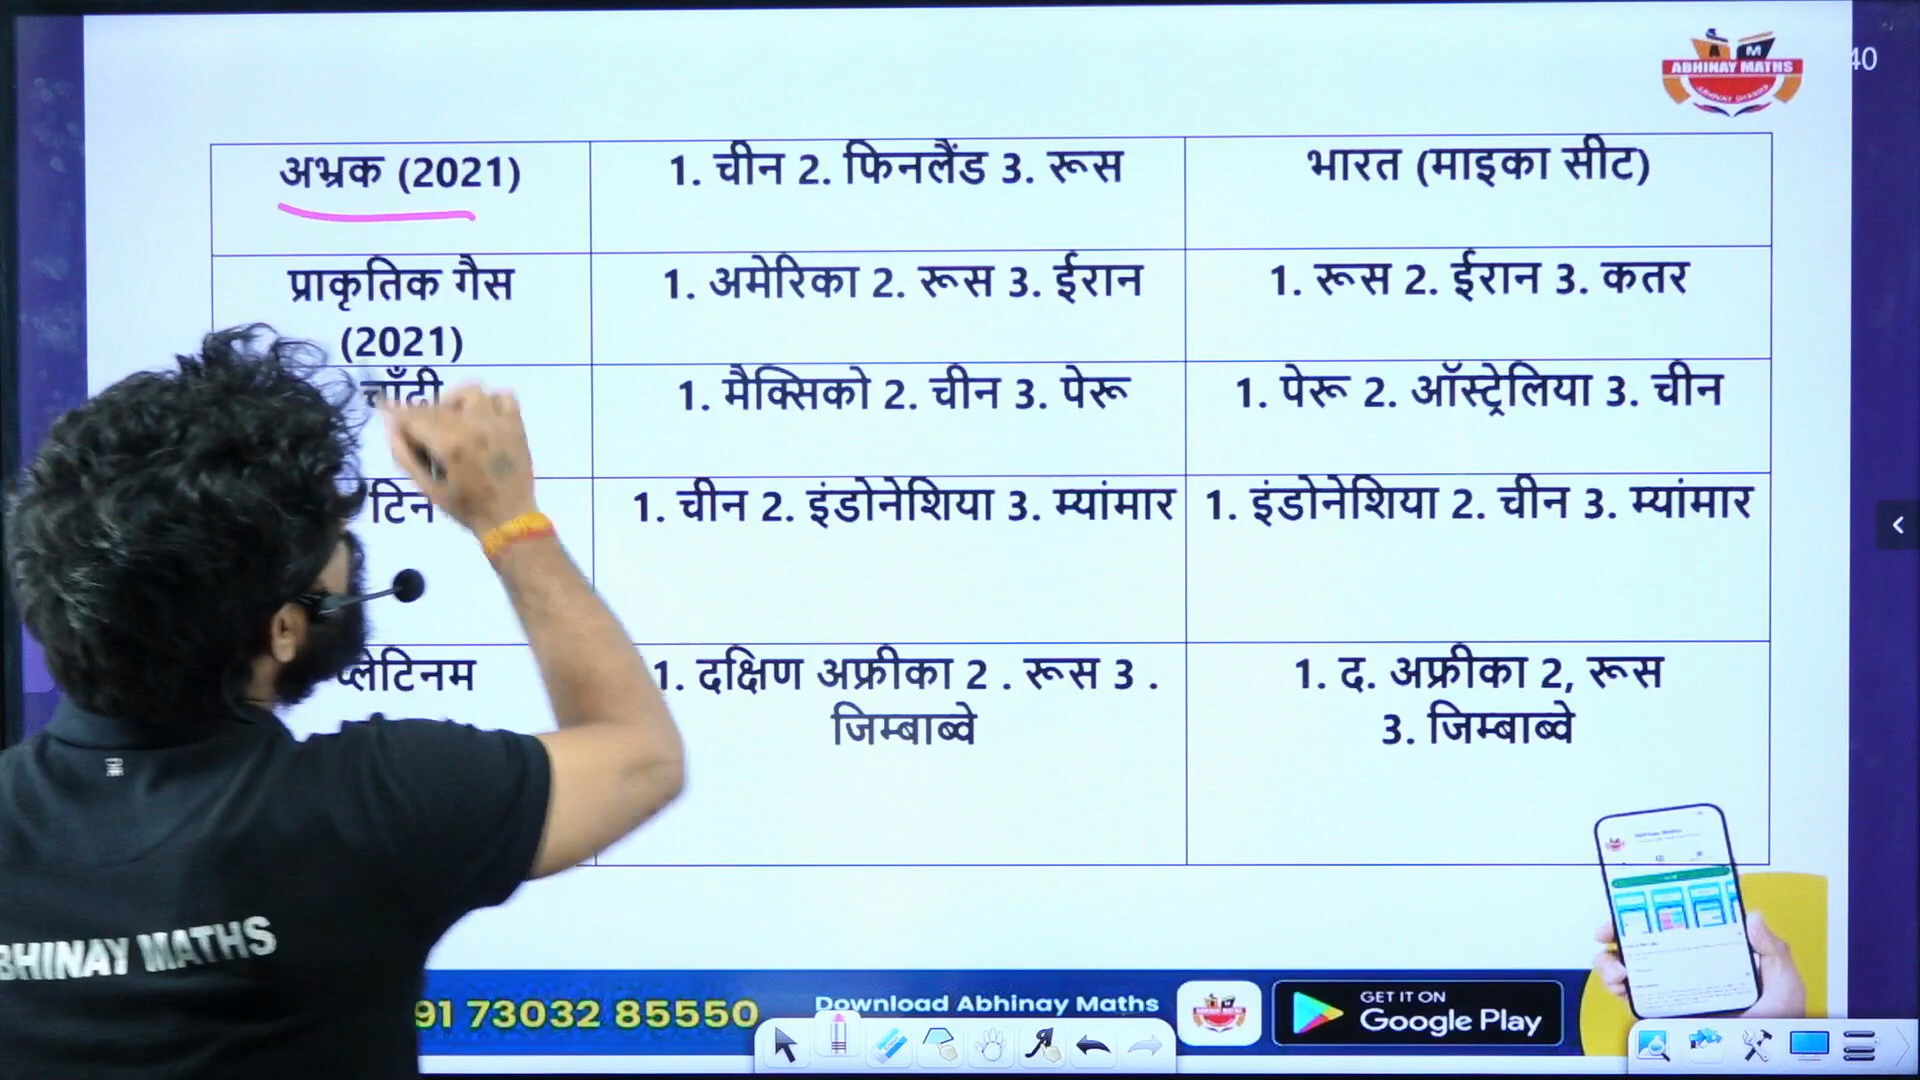 A M
ABHINAY MATHS
40
अभ्रक (2021)
1. चीन 2. फिनलैंड 3. रूस
भारत (माइका सीट)
प्राकृतिक गैस
(2021)
1. अमेरिका 2. रूस 3. ईरान
1. रूस 2. ईरान 3. कतर
चाँदी
1. मैक्सिको 2. चीन 3. पेरू
1. पेरू 2. ऑस्ट्रेलिया 3. चीन
टिन
1. चीन 2. इंडोनेशिया 3. म्यांमार
1. इंडोनेशिया 2. चीन 3. म्यांमार
प्लेटिनम
1. दक्षिण अफ्रीका 2 . रूस 3 .
जिम्बाब्वे
1. द. अफ्रीका 2, रूस
3. जिम्बाब्वे
BHINAY MATHS
91 73032 85550
Download Abhinay Maths
GET IT ON
Google Play